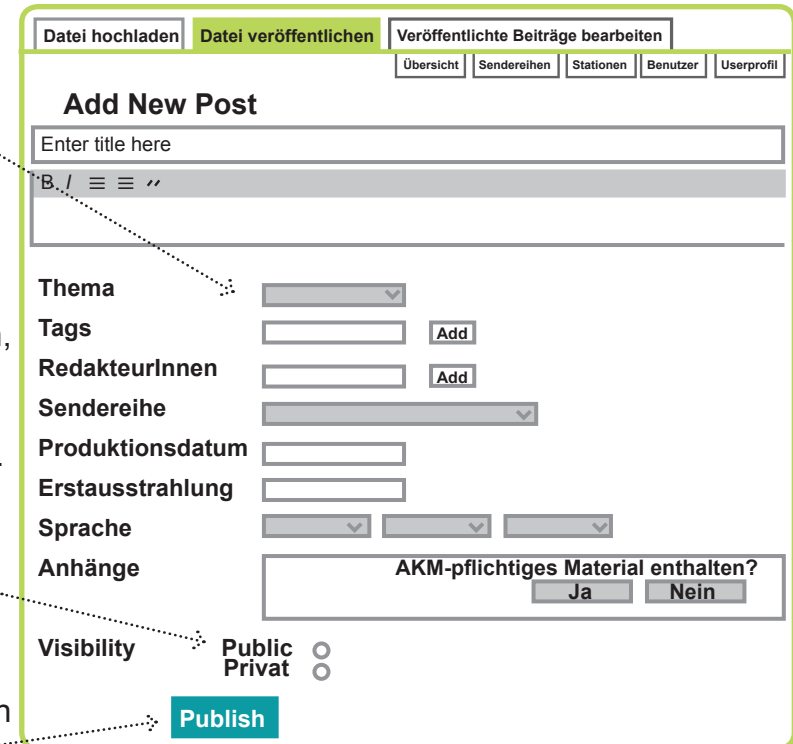 Datei hochladen Datei veröffentlichen Veröffentlichte Beiträge bearbeiten
Übersicht Sendereihen Stationen Benutzer Userprofil
Add New Post
Enter title here
B I ≡ ≡ "
Thema
Tags Add
RedakteurInnen Add
Sendereihe
Produktionsdatum
Erstausstrahlung
Sprache
Anhänge AKM-pflichtiges Material enthalten?
Ja Nein
Visibility Public
Privat
Publish